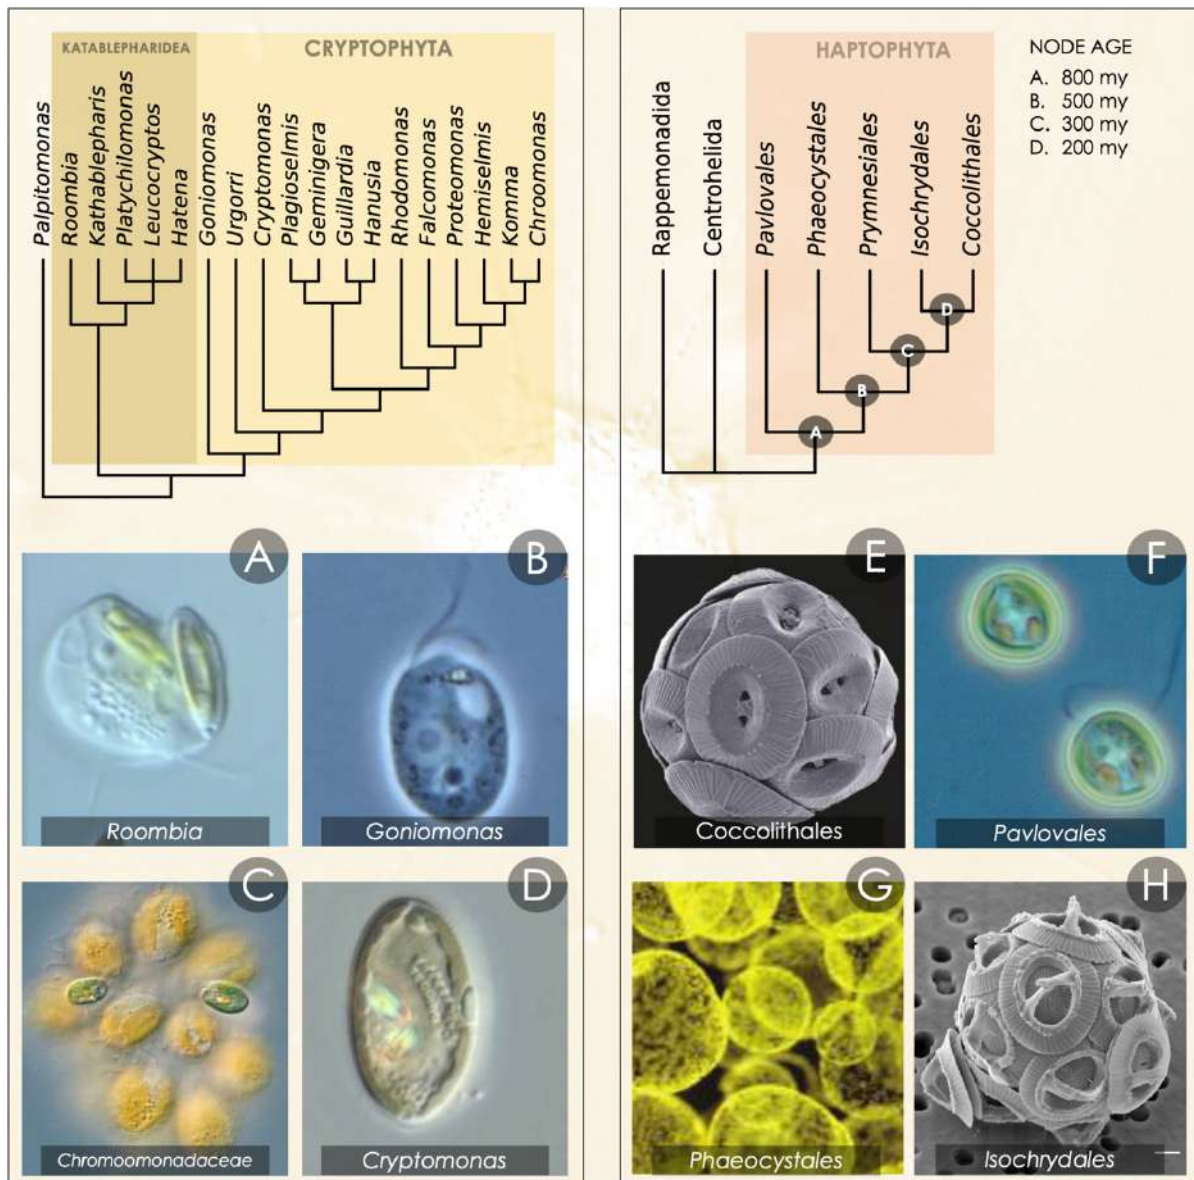 KATABLEPHARIDEA
CRYPTOPHYTA
Palpitomonas
Roombia
Kathablepharis
Platychilomonas
Leucocryptos
Hatena
Goniomonas
Urgorri
Cryptomonas
Plagioselmis
Geminigera
Guillardia
Hanusia
Rhodomonas
Falcomonas
Proteomonas
Hemiselmis
Komma
Chroomonas
HAPTOPHYTA
Rappemonadida
Centrohelida
Pavlovales
Phaeocystales
Prymnesiales
Isochrydales
Coccolithales
D
C
B
A
NODE AGE
A. 800 my
B. 500 my
C. 300 my
D. 200 my
A
Roombia
B
Goniomonas
C
Chromoomonadaceae
D
Cryptomonas
E
Coccolithales
F
Pavlovales
G
Phaeocystales
H
Isochrydales